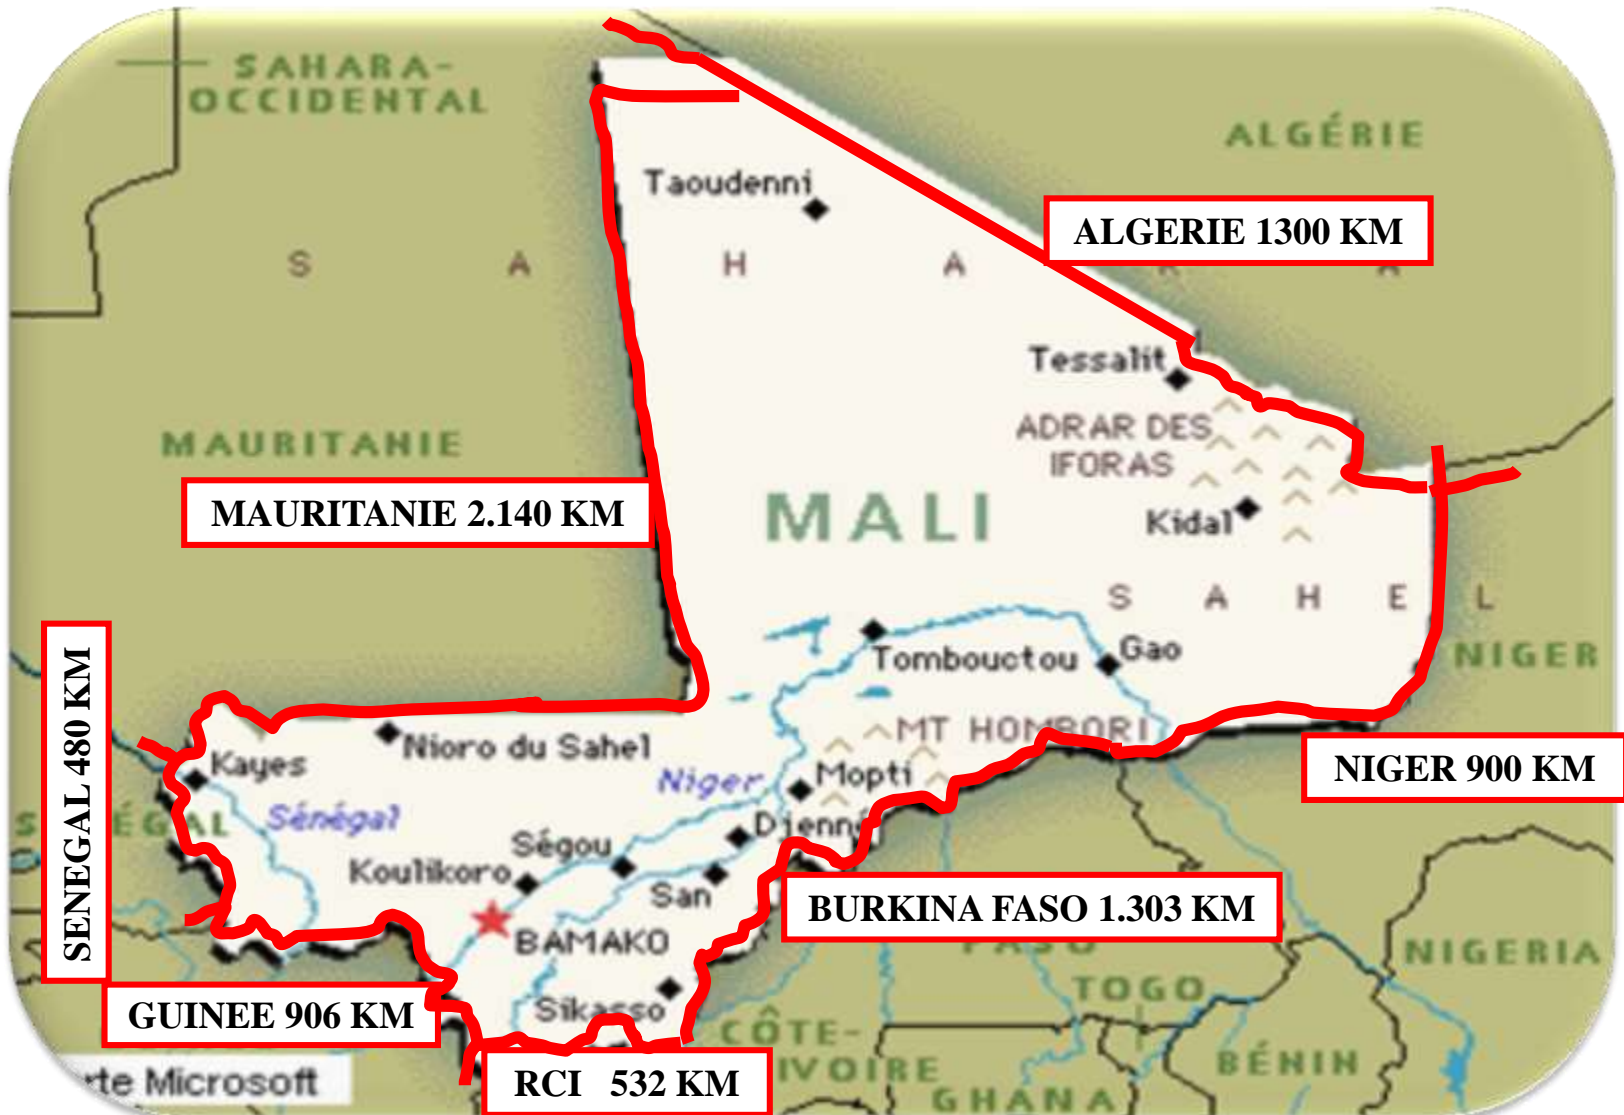 SAHARA-
OCCIDENTAL
ALGÉRIE
Taoudenni
ALGERIE 1300 KM
S A H A R A
Tessalit
ADRAR DES
IFORAS
MAURITANIE
MAURITANIE 2.140 KM
MALI
Kidal
S A H E L
Tombouctou
Gao
NIGER
SENEGAL 480 KM
MT HOMBORI
Nioro du Sahel
Kayes
Niger
Mopti
NIGER 900 KM
SÉNÉGAL
Sénégal
Djenné
Ségou
Koulikoro
San
BURKINA FASO 1.303 KM
BAMAKO
FASO
NIGERIA
Sikasso
TOGO
GUINEE 906 KM
CÔTE-
IVOIRE
BÉNIN
rte Microsoft
RCI 532 KM
GHANA